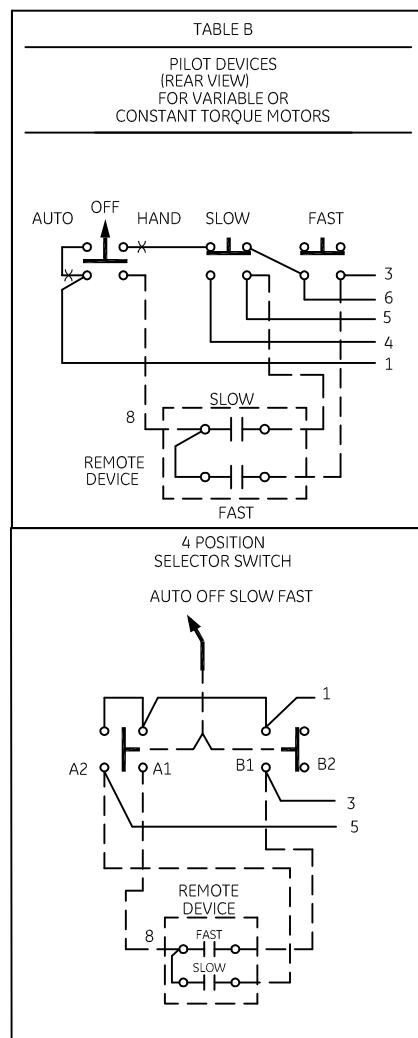 TABLE B
PILOT DEVICES
(REAR VIEW)
FOR VARIABLE OR
CONSTANT TORQUE MOTORS
AUTO OFF HAND SLOW FAST
3
6
5
4
1
SLOW
8
REMOTE
DEVICE
FAST
4 POSITION
SELECTOR SWITCH
AUTO OFF SLOW FAST
1
A2 A1 B1 B2
3
5
REMOTE
DEVICE
8 FAST
SLOW